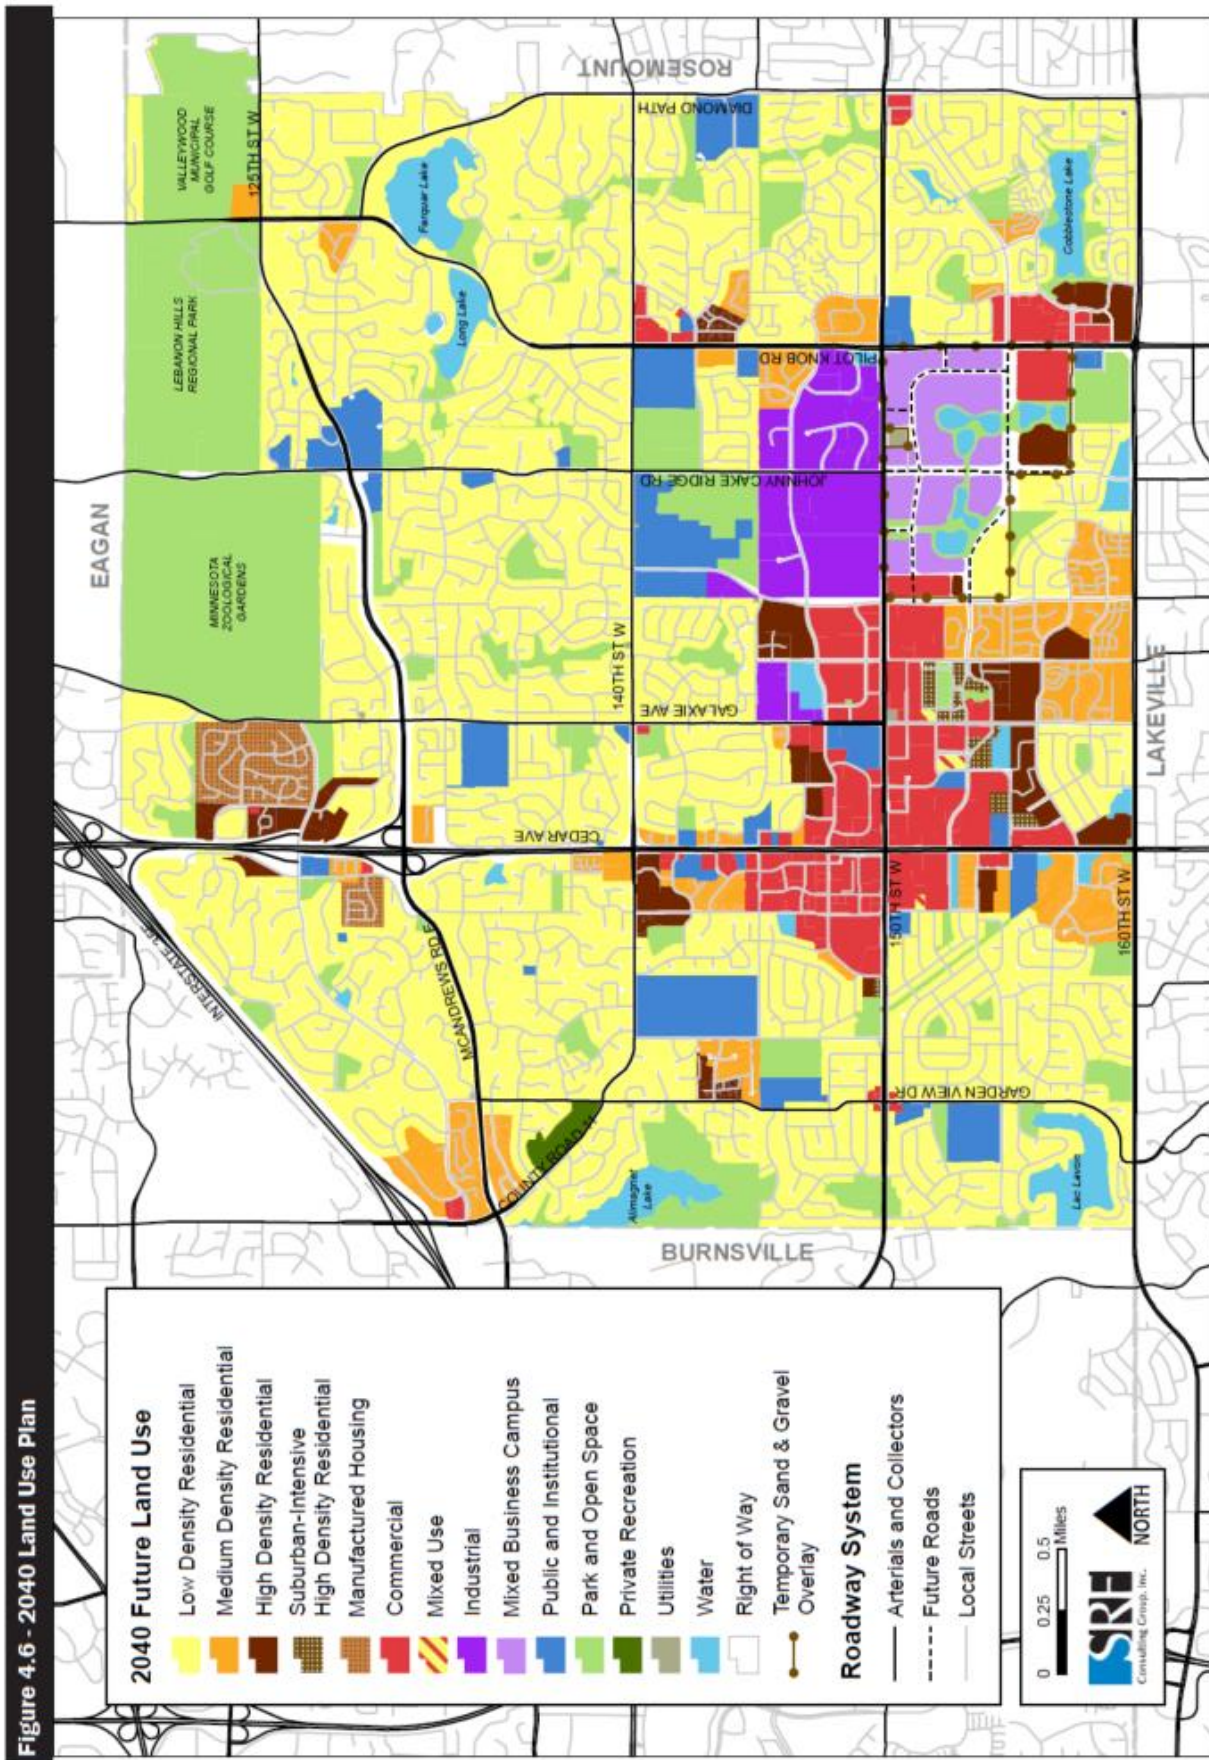 Figure 4.6 - 2040 Land Use Plan
2040 Future Land Use
Low Density Residential
Medium Density Residential
High Density Residential
Suburban-Intensive
High Density Residential
Manufactured Housing
Commercial
Mixed Use
Industrial
Mixed Business Campus
Public and Institutional
Park and Open Space
Private Recreation
Utilities
Water
Right of Way
Temporary Sand & Gravel
Overlay
Roadway System
Arterials and Collectors
Future Roads
Local Streets
0 0.25 0.5
Miles
SRF
Consulting Group, Inc.
NORTH
EAGAN
ROSEMOUNT
BURNSVILLE
LAKEVILLE
MINNESOTA
ZOOLOGICAL
GARDENS
LEBANON HILLS
REGIONAL PARK
VALLEYWOOD
MUNICIPAL
GOLF COURSE
125TH ST W
INTERSTATE 35E
MCANDREWS RD E
COUNTY ROAD 11
CEDAR AVE
140TH ST W
GALAXIE AVE
JOHNNY CAKE RIDGE RD
PILOT KNOB RD
DIAMOND PATH
150TH ST W
GARDEN VIEW DR
160TH ST W
Farquar Lake
Long Lake
Alimagnet
Lake
Lac Lavon
Cobblestone Lake